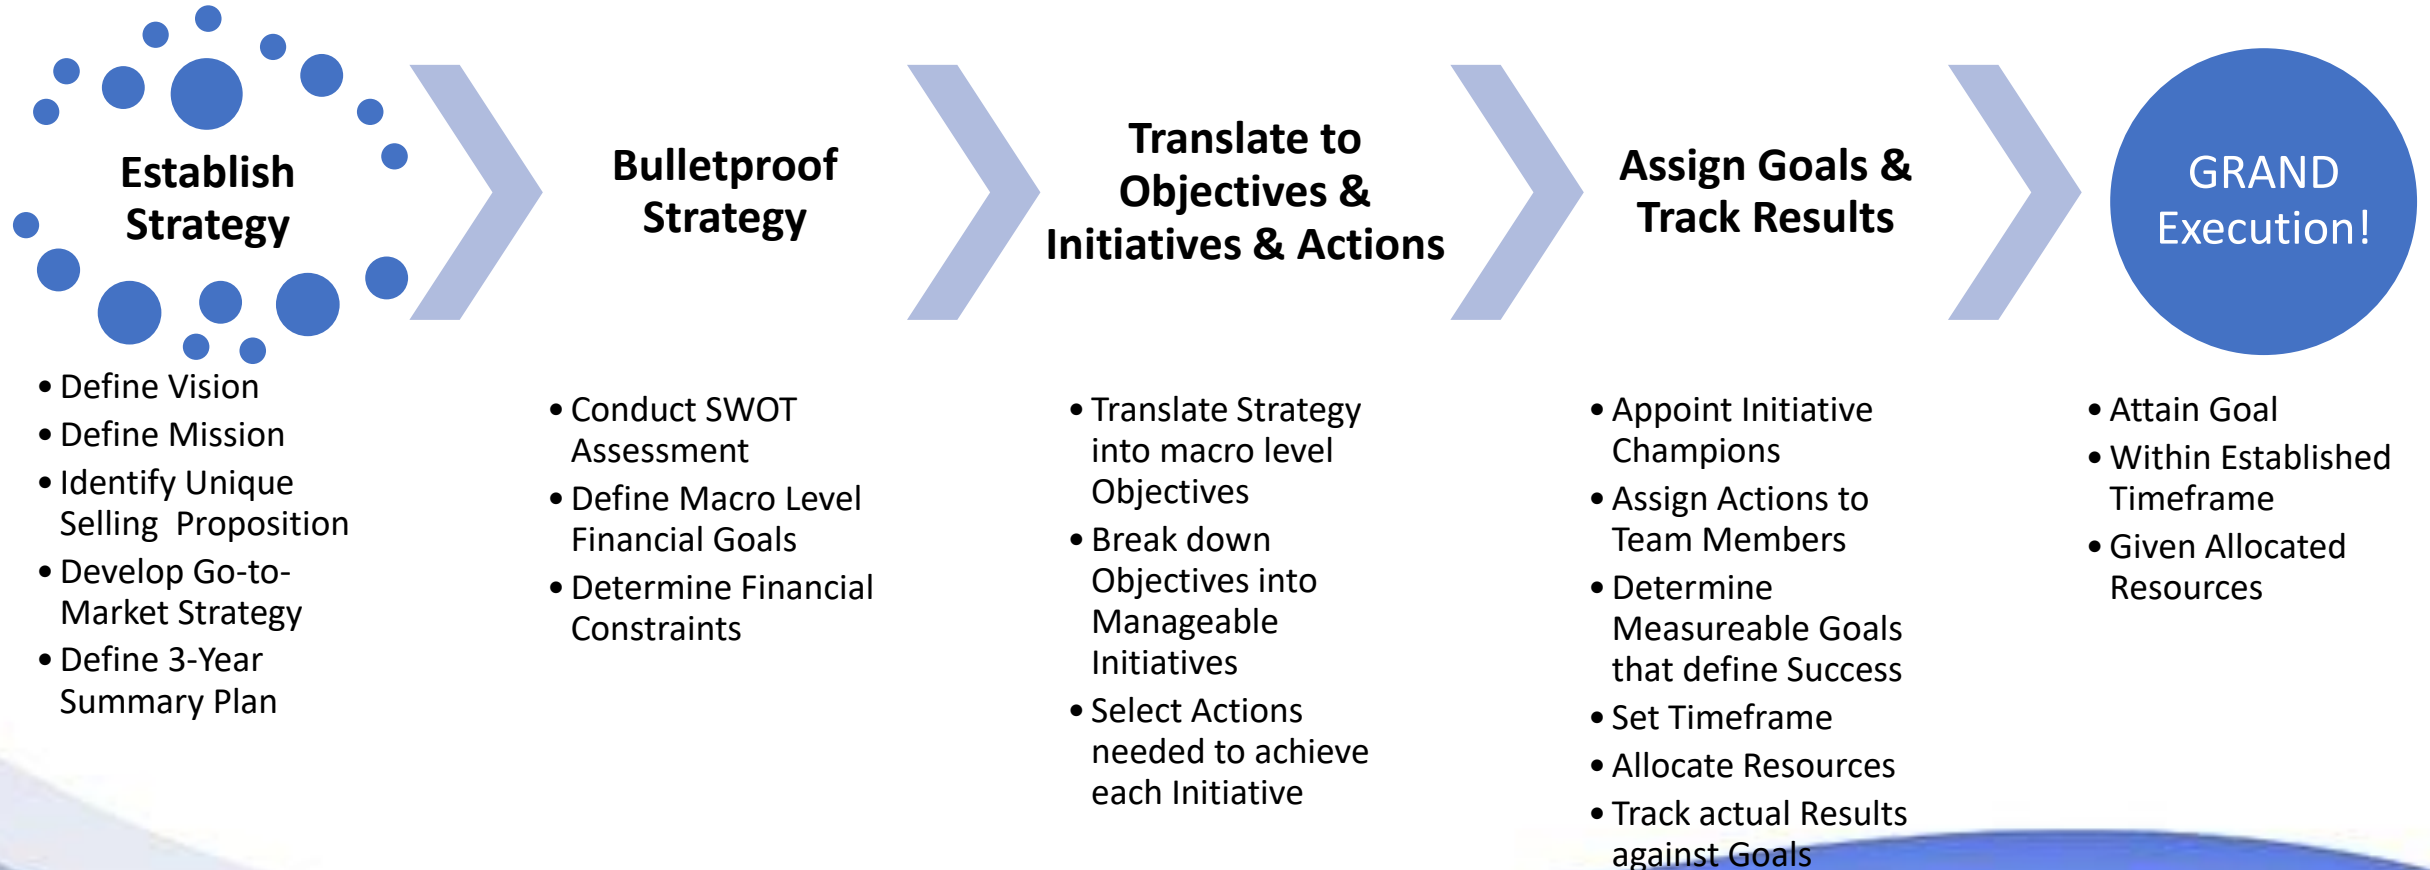 Establish
Strategy
• Define Vision
• Define Mission
• Identify Unique
Selling  Proposition
• Develop Go-to-
Market Strategy
• Define 3-Year
Summary Plan
Bulletproof
Strategy
• Conduct SWOT
Assessment
• Define Macro Level
Financial Goals
• Determine Financial
Constraints
Translate to
Objectives &
Initiatives & Actions
• Translate Strategy
into macro level
Objectives
• Break down
Objectives into
Manageable
Initiatives
• Select Actions
needed to achieve
each Initiative
Assign Goals &
Track Results
• Appoint Initiative
Champions
• Assign Actions to
Team Members
• Determine
Measureable Goals
that define Success
• Set Timeframe
• Allocate Resources
• Track actual Results
against Goals
GRAND
Execution!
• Attain Goal
• Within Established
Timeframe
• Given Allocated
Resources